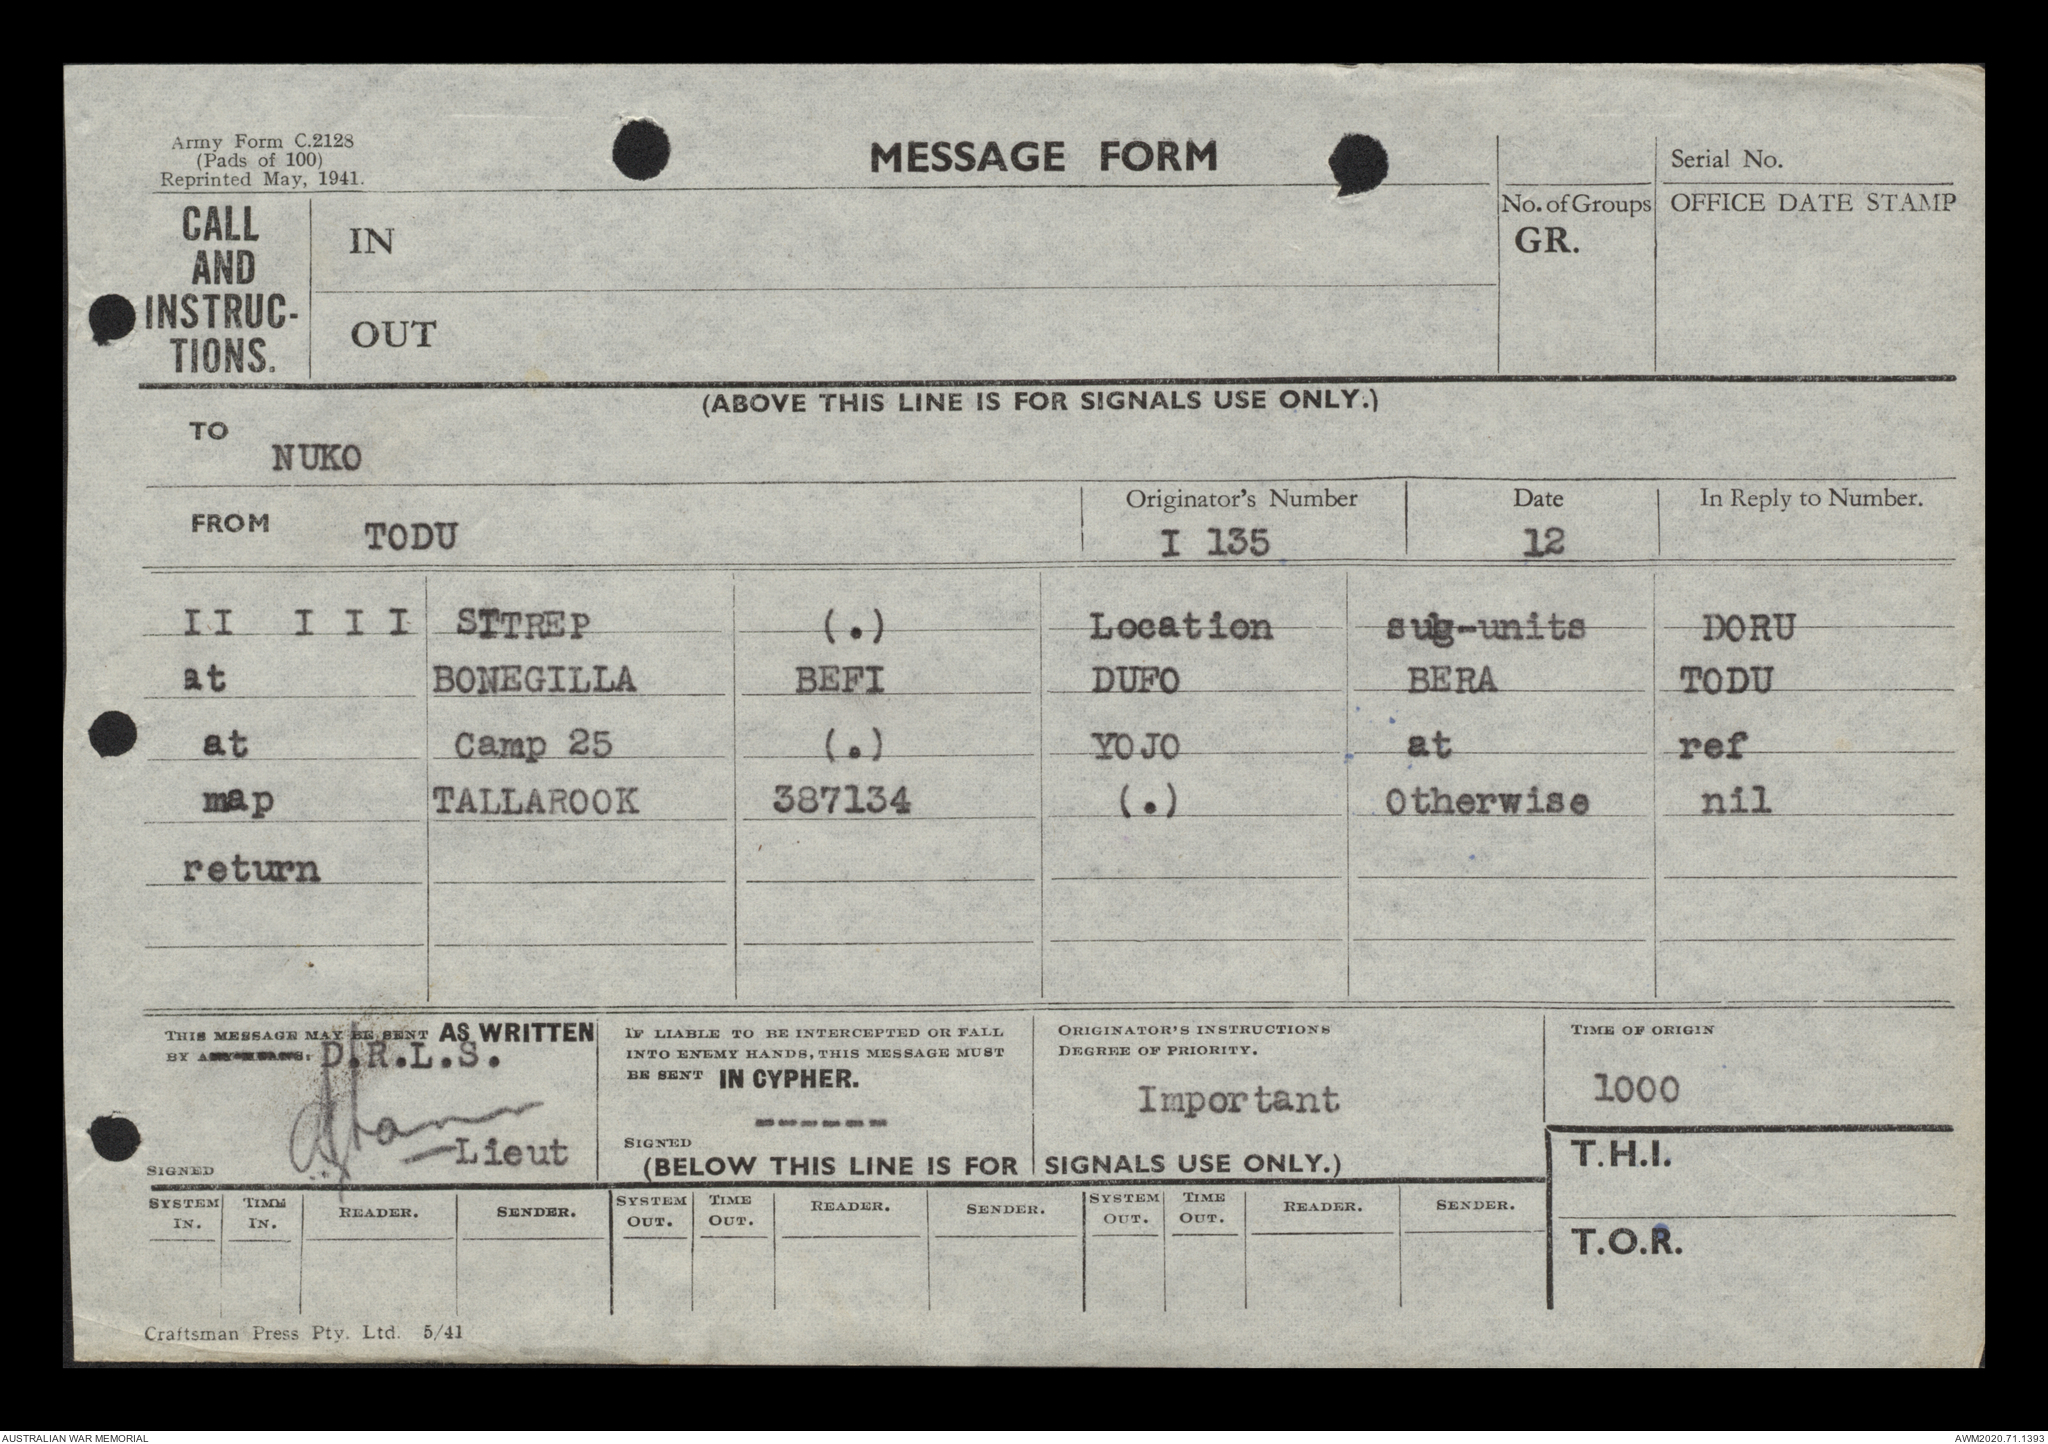 Army Form C.2128
(Pads of 100)
Reprinted May, 1941.
MESSAGE FORM
Serial No.
CALL AND INSTRUC-TIONS.
IN
No. of Groups
GR.
OFFICE DATE STAMP
OUT
(ABOVE THIS LINE IS FOR SIGNALS USE ONLY.)
TO
NUKO
FROM TODU
Originator's Number
I 135
Date
12
In Reply to Number.
II I I I STTREP (.) Location sub-units DORU
at BONEGILLA BEFI DUFO BERA TODU
at Camp 25 (.) YOJO at ref
map TALLAROOK 387134 (.) Otherwise nil
return
THIS MESSAGE MAY BE SENT AS WRITTEN
BY ANY MEANS: D.R.L.S.
Lieut
SIGNED
IF LIABLE TO BE INTERCEPTED OR FALL
INTO ENEMY HANDS, THIS MESSAGE MUST
BE SENT IN CYPHER.
------
SIGNED
ORIGINATOR'S INSTRUCTIONS
DEGREE OF PRIORITY.
Important
TIME OF ORIGIN
1000
(BELOW THIS LINE IS FOR SIGNALS USE ONLY.)
T.H.I.
SYSTEM IN. TIME IN. READER. SENDER. SYSTEM OUT. TIME OUT. READER. SENDER. SYSTEM OUT. TIME OUT. READER. SENDER.
T.O.R.
Craftsman Press Pty. Ltd. 5/41
AUSTRALIAN WAR MEMORIAL
AWM2020.71.1393